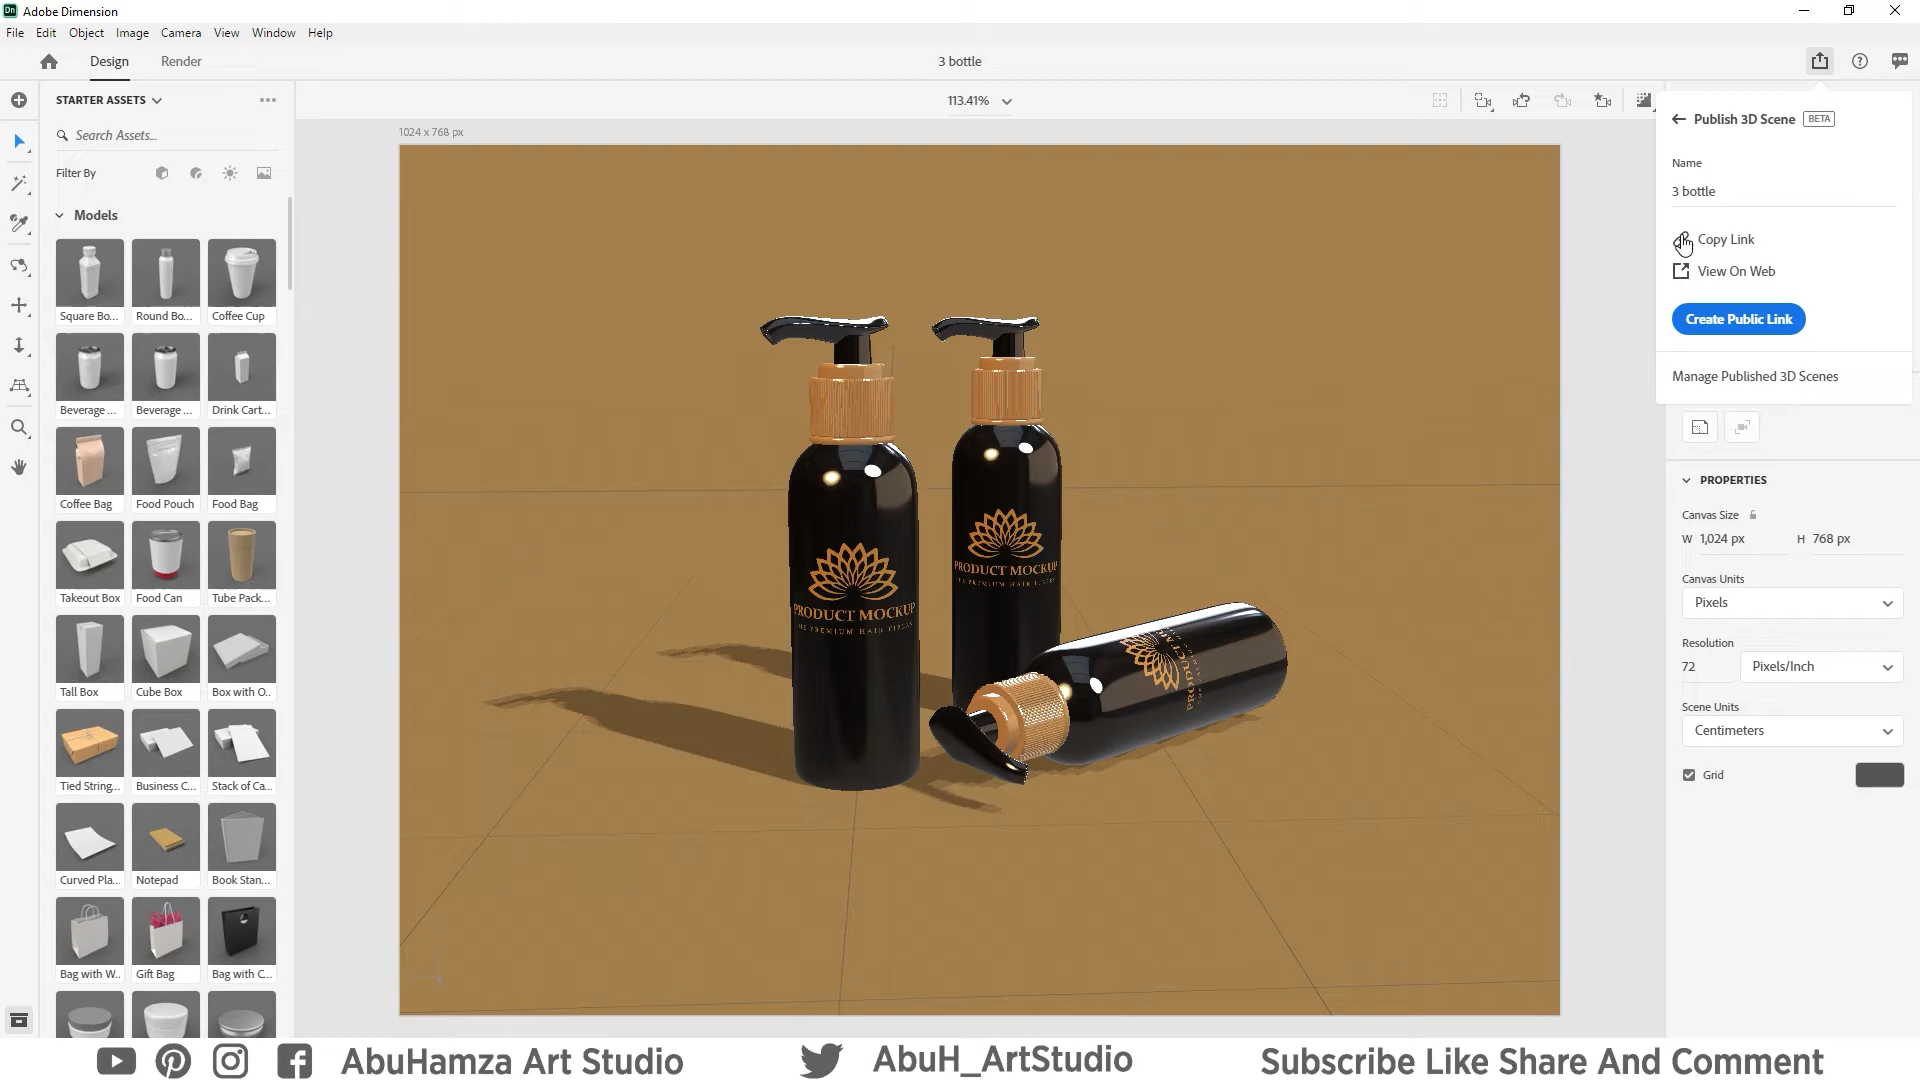 Adobe Dimension
File Edit Object Image Camera View Window Help
Design Render 3 bottle
STARTER ASSETS
113.41%
Search Assets...
Filter By
Models
Square Bo... Round Bo... Coffee Cup
Beverage ... Beverage ... Drink Cart...
Coffee Bag Food Pouch Food Bag
Takeout Box Food Can Tube Pack...
Tall Box Cube Box Box with O..
Tied String... Business C... Stack of Ca...
Curved Pla... Notepad Book Stan...
Bag with W.. Gift Bag Bag with C...
1024 x 768 px
PRODUCT MOCKUP
PRODUCT MOCKUP
THE PREMIUM HAIR
PREMIUM HAIR
Publish 3D Scene BETA
Name
3 bottle
Copy Link
View On Web
Create Public Link
Manage Published 3D Scenes
PROPERTIES
Canvas Size
W 1,024 px H 768 px
Canvas Units
Pixels
Resolution
72 Pixels/Inch
Scene Units
Centimeters
Grid
AbuHamza Art Studio AbuH_ArtStudio Subscribe Like Share And Comment